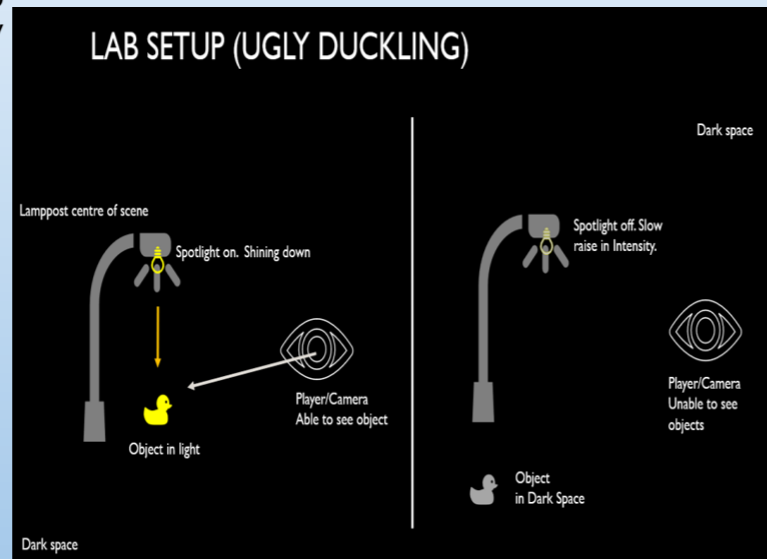 LAB SETUP (UGLY DUCKLING)
Lamppost centre of scene
Spotlight on. Shining down
Player/Camera
Able to see object
Object in light
Dark space
Dark space
Spotlight off. Slow
raise in Intensity.
Player/Camera
Unable to see
objects
Object
in Dark Space